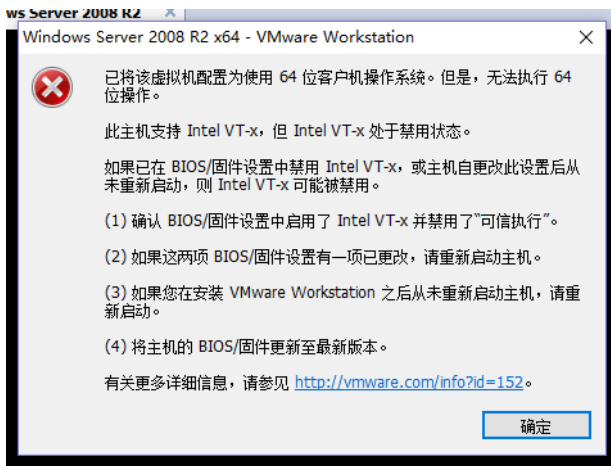 ws Server 2008 R2 ×
Windows Server 2008 R2 x64 - VMware Workstation
已将该虚拟机配置为使用 64 位客户机操作系统。但是，无法执行 64
位操作。
此主机支持 Intel VT-x，但 Intel VT-x 处于禁用状态。
如果已在 BIOS/固件设置中禁用 Intel VT-x，或主机自更改此设置后从
未重新启动，则 Intel VT-x 可能被禁用。
(1) 确认 BIOS/固件设置中启用了 Intel VT-x 并禁用了“可信执行”。
(2) 如果这两项 BIOS/固件设置有一项已更改，请重新启动主机。
(3) 如果您在安装 VMware Workstation 之后从未重新启动主机，请重
新启动。
(4) 将主机的 BIOS/固件更新至最新版本。
有关更多详细信息，请参见 http://vmware.com/info?id=152。
确定